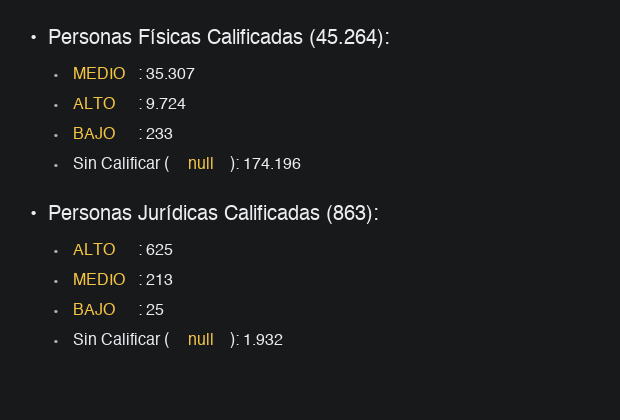 • Personas Físicas Calificadas (45.264):
• MEDIO : 35.307
• ALTO : 9.724
• BAJO : 233
• Sin Calificar ( null ): 174.196
• Personas Jurídicas Calificadas (863):
• ALTO : 625
• MEDIO : 213
• BAJO : 25
• Sin Calificar ( null ): 1.932